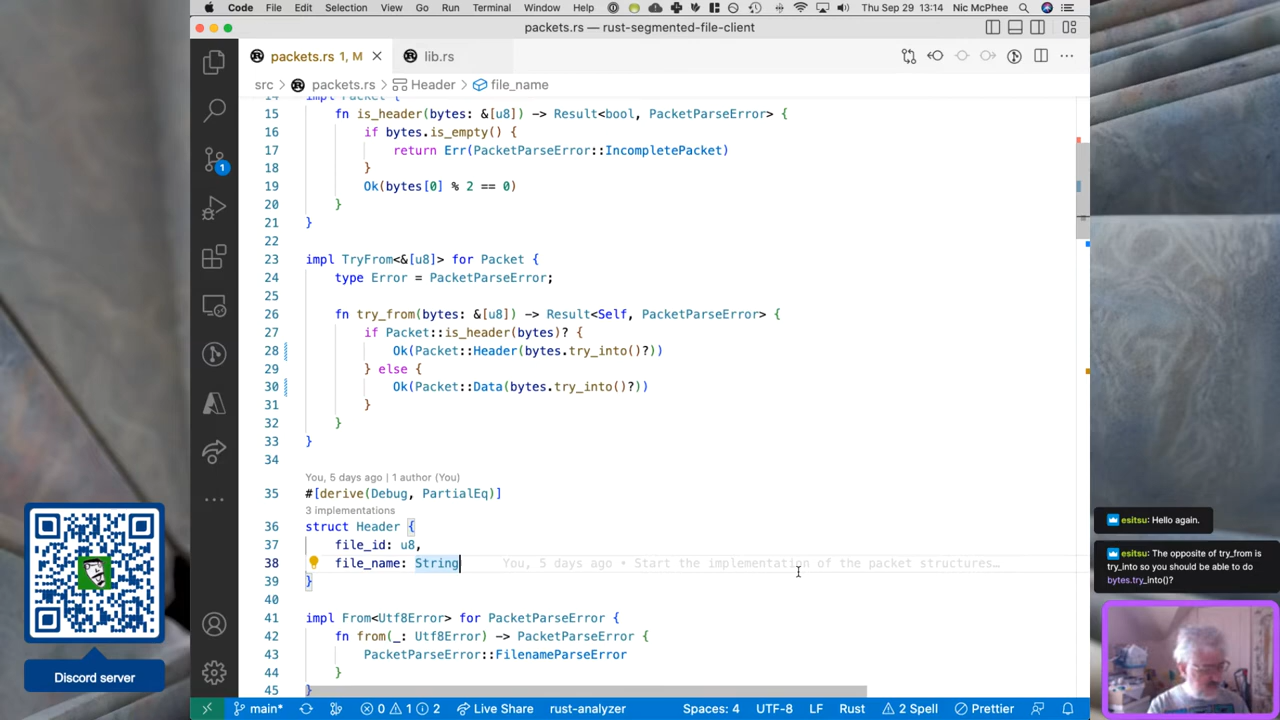 Code File Edit Selection View Go Run Terminal Window Help Thu Sep 29 13:14 Nic McPhee
packets.rs — rust-segmented-file-client
packets.rs 1, M
lib.rs
src > packets.rs > Header > file_name
14 impl Packet {
15 fn is_header(bytes: &[u8]) -> Result<bool, PacketParseError> {
16 if bytes.is_empty() {
17 return Err(PacketParseError::IncompletePacket)
18 }
19 Ok(bytes[0] % 2 == 0)
20 }
21 }
22
23 impl TryFrom<&[u8]> for Packet {
24 type Error = PacketParseError;
25
26 fn try_from(bytes: &[u8]) -> Result<Self, PacketParseError> {
27 if Packet::is_header(bytes)? {
28 Ok(Packet::Header(bytes.try_into()?))
29 } else {
30 Ok(Packet::Data(bytes.try_into()?))
31 }
32 }
33 }
34
You, 5 days ago | 1 author (You)
35 #[derive(Debug, PartialEq)]
3 implementations
36 struct Header {
37 file_id: u8,
38 file_name: String You, 5 days ago • Start the implementation of the packet structures…
39 }
40
41 impl From<Utf8Error> for PacketParseError {
42 fn from(_: Utf8Error) -> PacketParseError {
43 PacketParseError::FilenameParseError
44 }
45 }
1
main* 0 1 2 Live Share rust-analyzer Spaces: 4 UTF-8 LF Rust 2 Spell Prettier
Discord server
esitsu: Hello again.
esitsu: The opposite of try_from is
try_into so you should be able to do
bytes.try_into()?